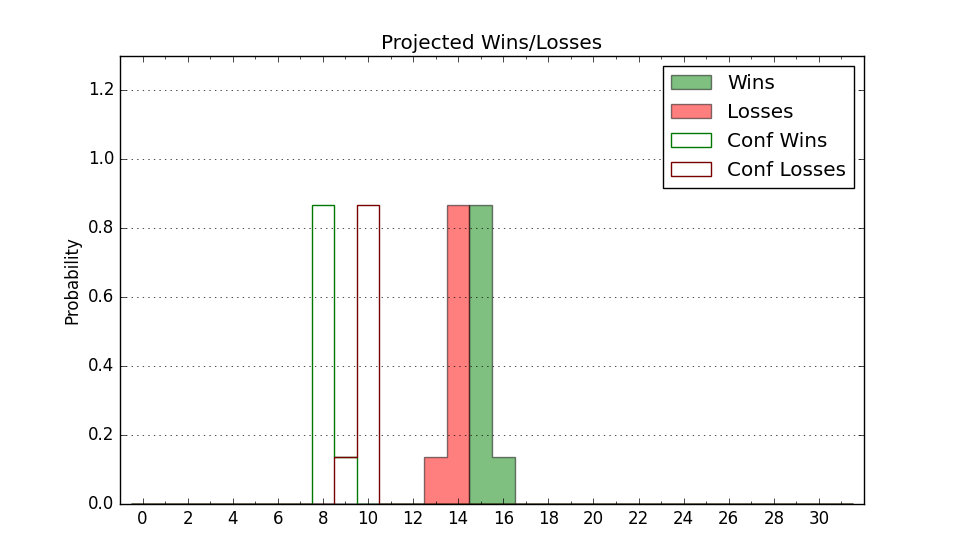 Projected Wins/Losses
Wins
Losses
Conf Wins
Conf Losses
Probability
1.2
1.0
0.8
0.6
0.4
0.2
0.0
0 2 4 6 8 10 12 14 16 18 20 22 24 26 28 30